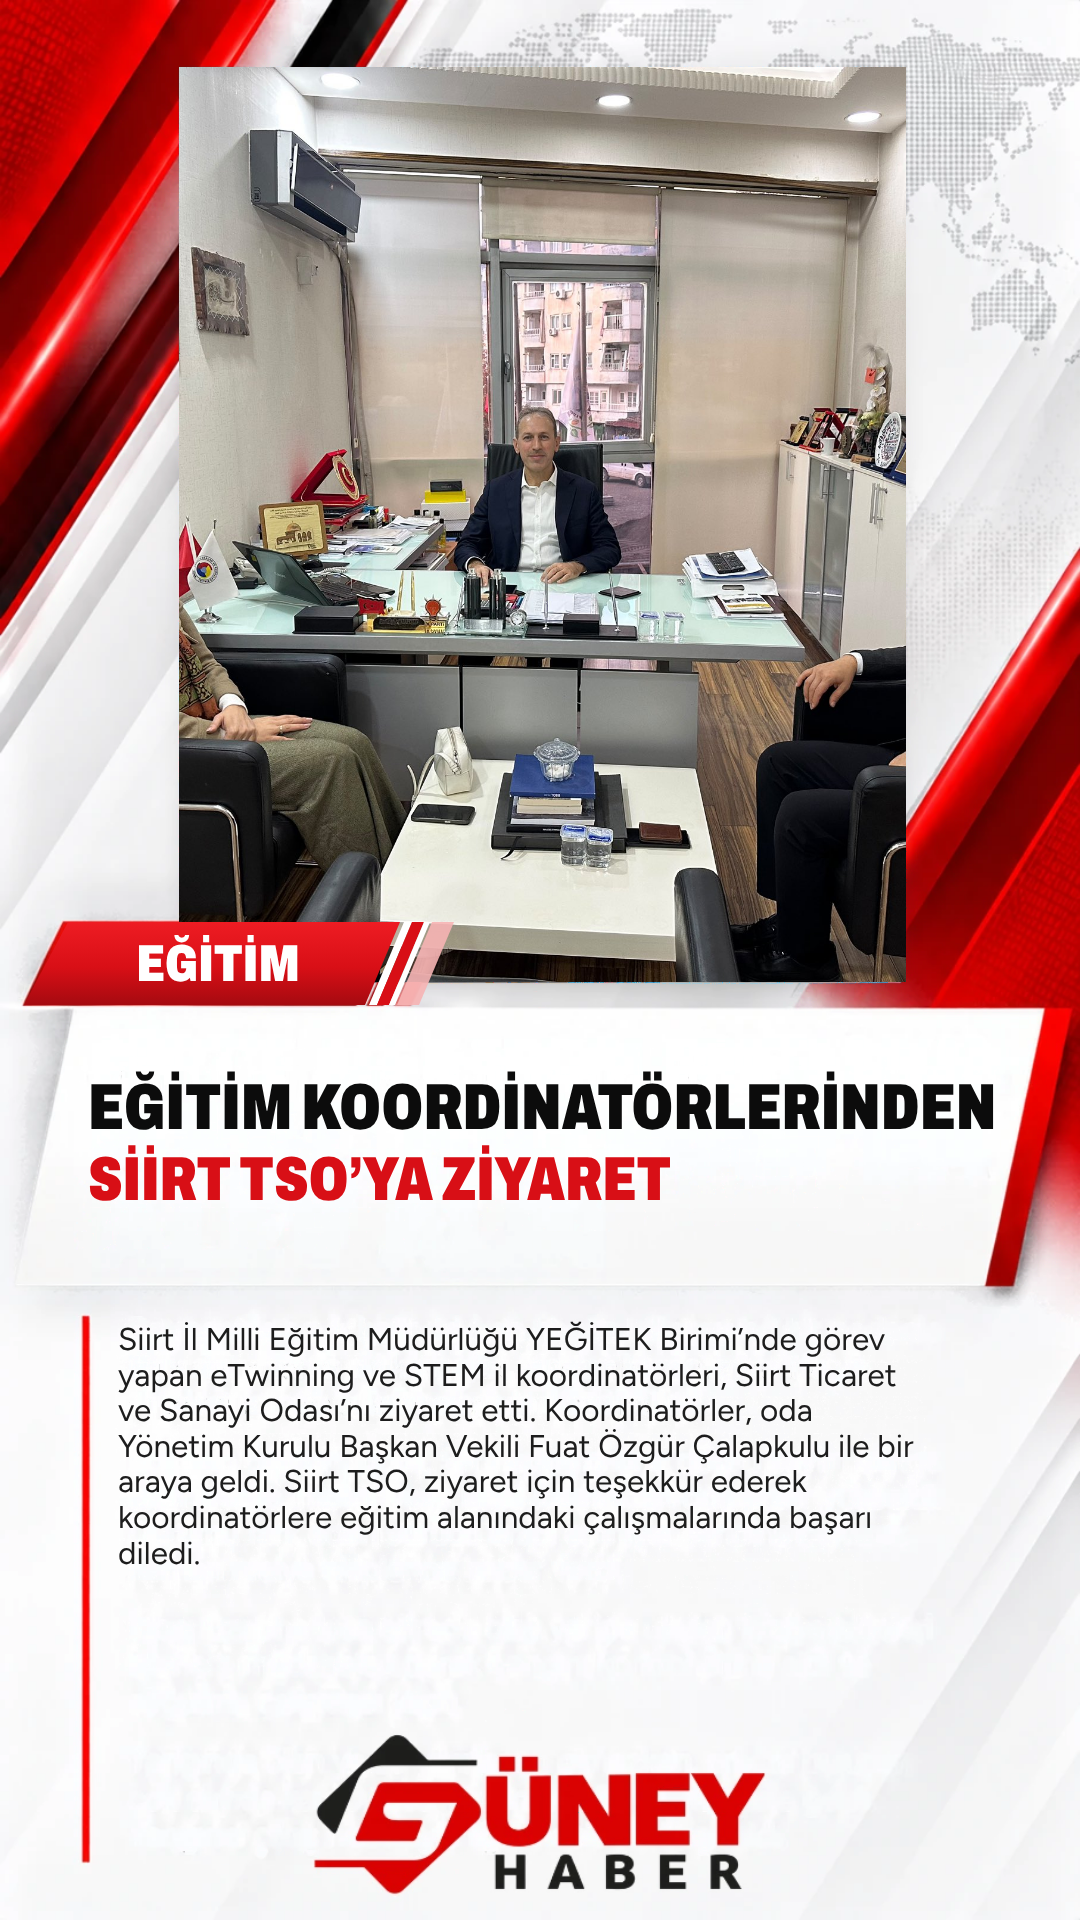 EĞİTİM
EĞİTİM KOORDİNATÖRLERİNDEN
SİİRT TSO’YA ZİYARET
Siirt İl Milli Eğitim Müdürlüğü YEĞİTEK Birimi’nde görev
yapan eTwinning ve STEM il koordinatörleri, Siirt Ticaret
ve Sanayi Odası’nı ziyaret etti. Koordinatörler, oda
Yönetim Kurulu Başkan Vekili Fuat Özgür Çalapkulu ile bir
araya geldi. Siirt TSO, ziyaret için teşekkür ederek
koordinatörlere eğitim alanındaki çalışmalarında başarı
diledi.
GÜNEY
HABER